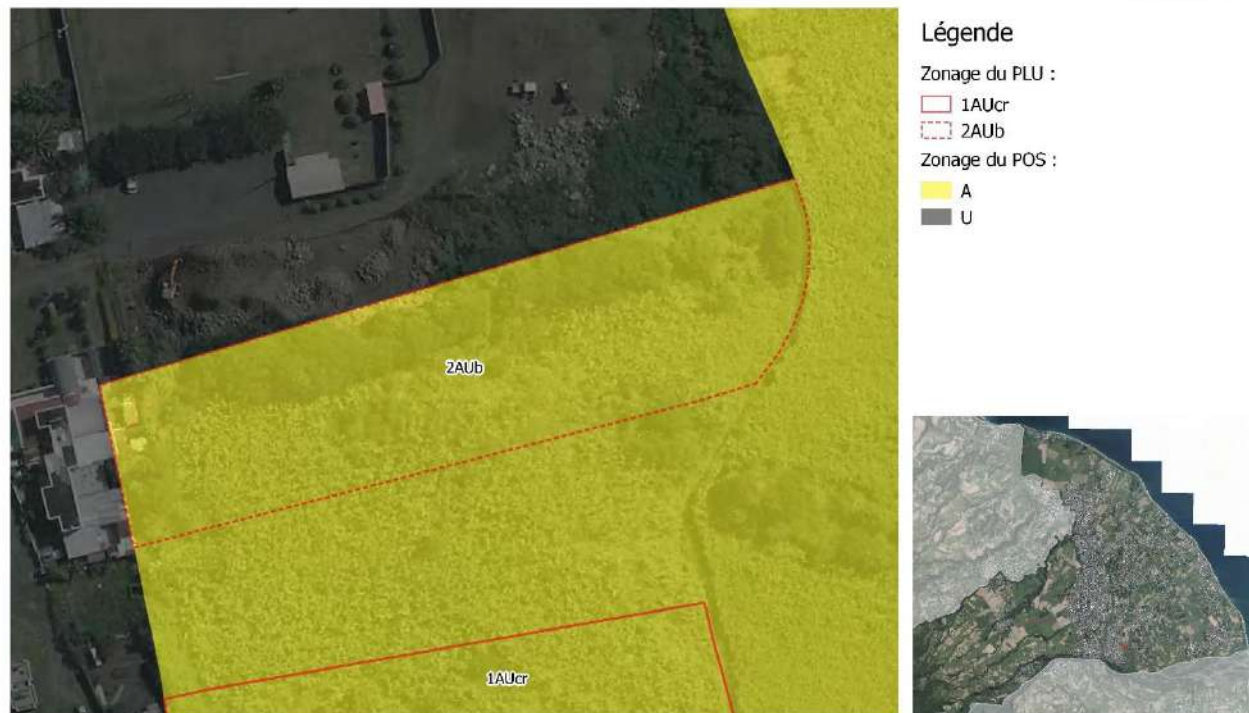 Légende
Zonage du PLU :
1AUcr
2AUb
Zonage du POS :
A
U
2AUb
1AUcr